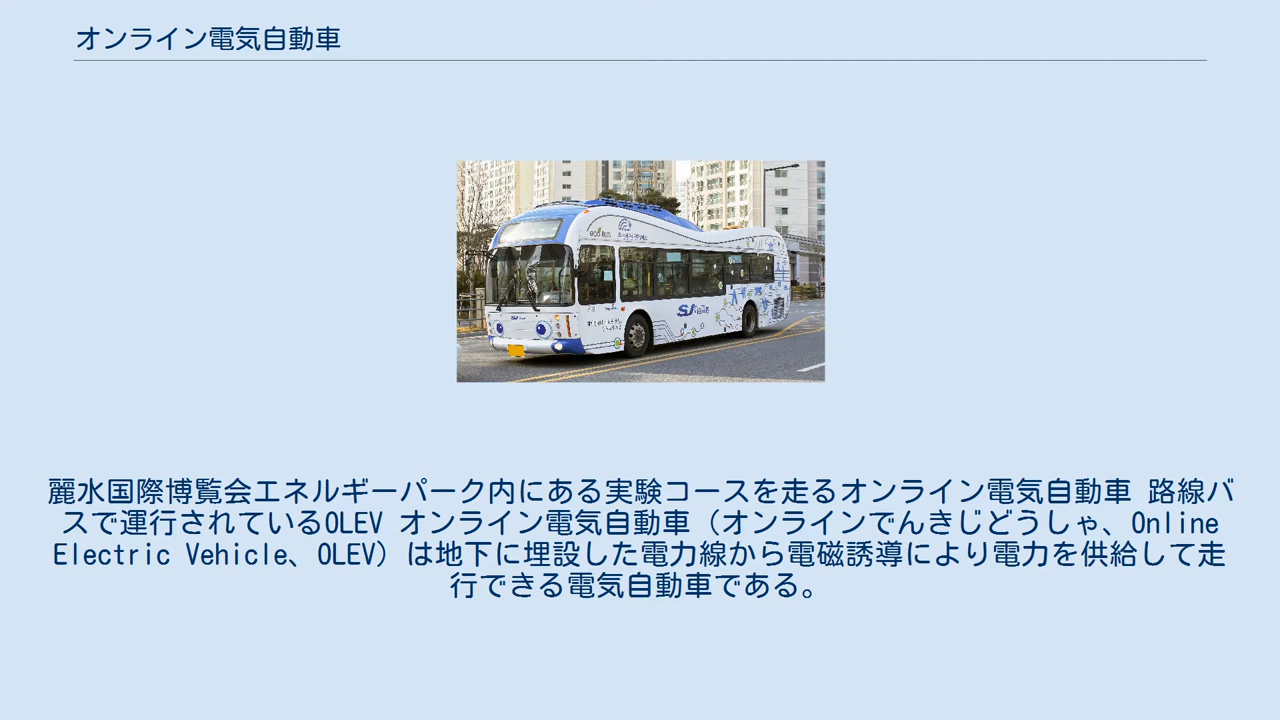 オンライン電気自動車
ECO BUS
SJ
麗水国際博覧会エネルギーパーク内にある実験コースを走るオンライン電気自動車 路線バ
スで運行されているOLEV オンライン電気自動車（オンラインでんきじどうしゃ、Online
Electric Vehicle、OLEV）は地下に埋設した電力線から電磁誘導により電力を供給して走
行できる電気自動車である。